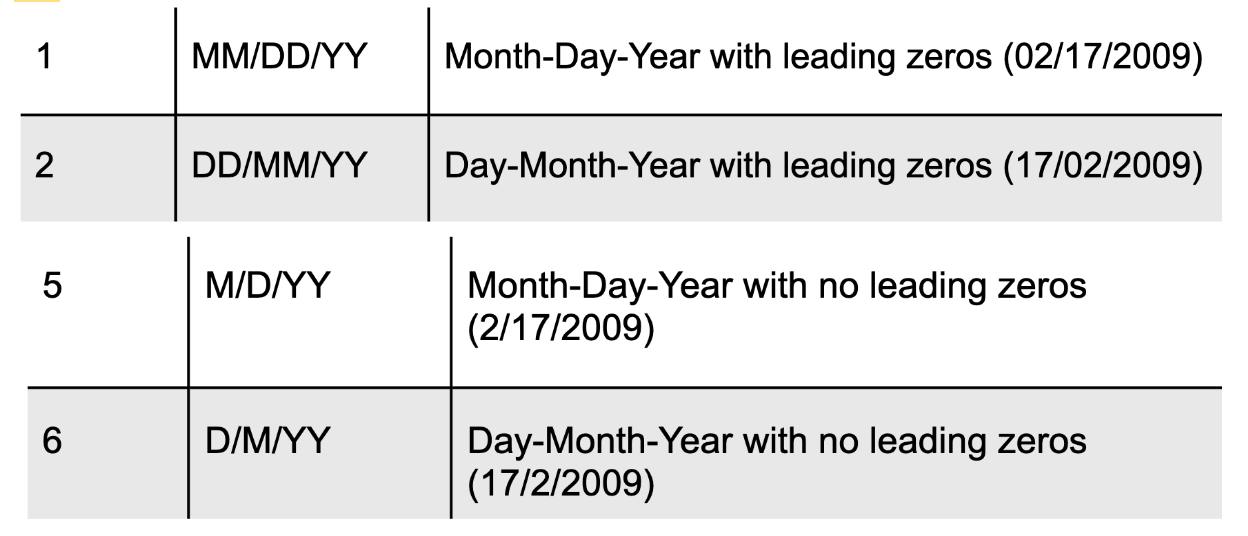 1 MM/DD/YY Month-Day-Year with leading zeros (02/17/2009)
2 DD/MM/YY Day-Month-Year with leading zeros (17/02/2009)
5 M/D/YY Month-Day-Year with no leading zeros
(2/17/2009)
6 D/M/YY Day-Month-Year with no leading zeros
(17/2/2009)